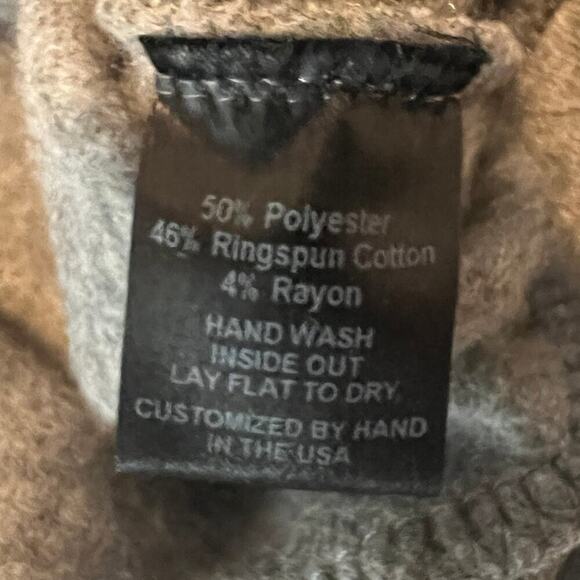 50% Polyester
46% Ringspun Cotton
4% Rayon
HAND WASH
INSIDE OUT
LAY FLAT TO DRY
CUSTOMIZED BY HAND
IN THE USA